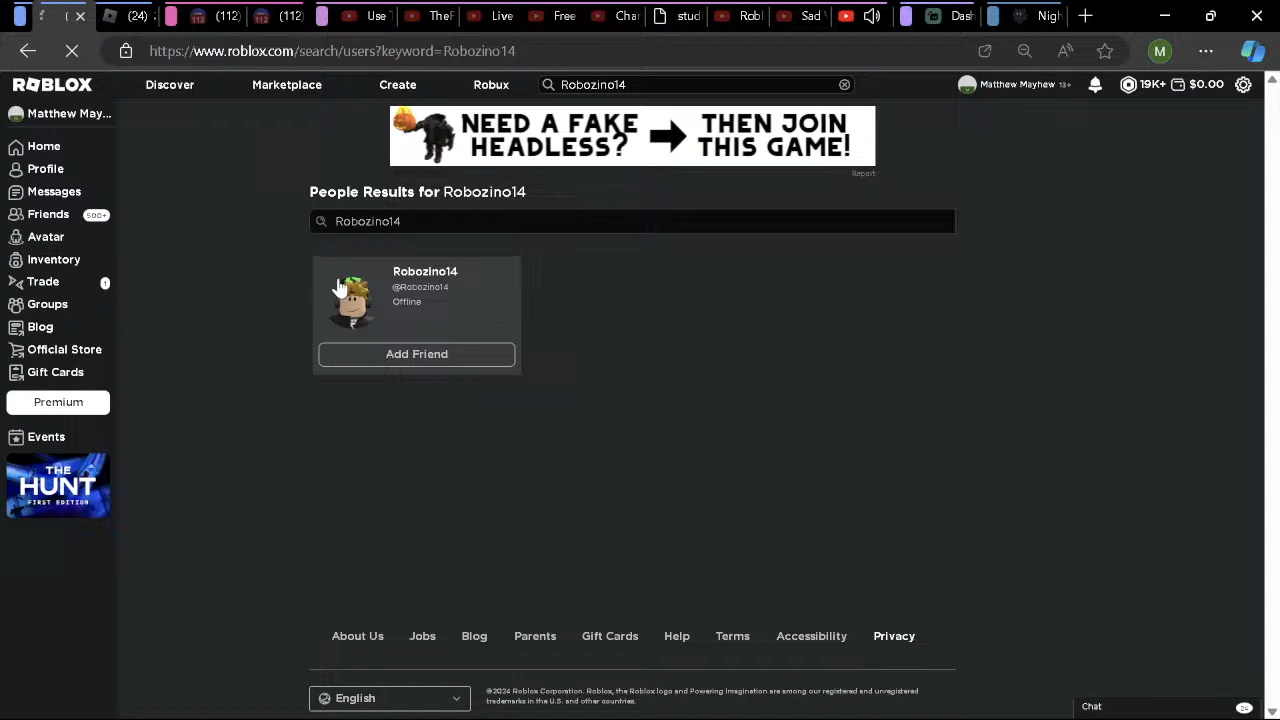 (24)
(112
(112
Use
TheF
Live
Free
Char
stud
Rob
Sad
Dash
Nigh
https://www.roblox.com/search/users?keyword=Robozino14
M
ROBLOX
Discover
Marketplace
Create
Robux
Robozino14
Matthew Mayhew 13+
19K+
$0.00
Matthew May...
Home
Profile
Messages
Friends 500+
Avatar
Inventory
Trade 1
Groups
Blog
Official Store
Gift Cards
Premium
Events
THE
HUNT
FIRST EDITION
NEED A FAKE
HEADLESS?
THEN JOIN
THIS GAME!
Report
People Results for Robozino14
Robozino14
Robozino14
@Robozino14
Offline
Add Friend
About Us
Jobs
Blog
Parents
Gift Cards
Help
Terms
Accessibility
Privacy
English
©2024 Roblox Corporation. Roblox, the Roblox logo and Powering Imagination are among our registered and unregistered
trademarks in the U.S. and other countries.
Chat